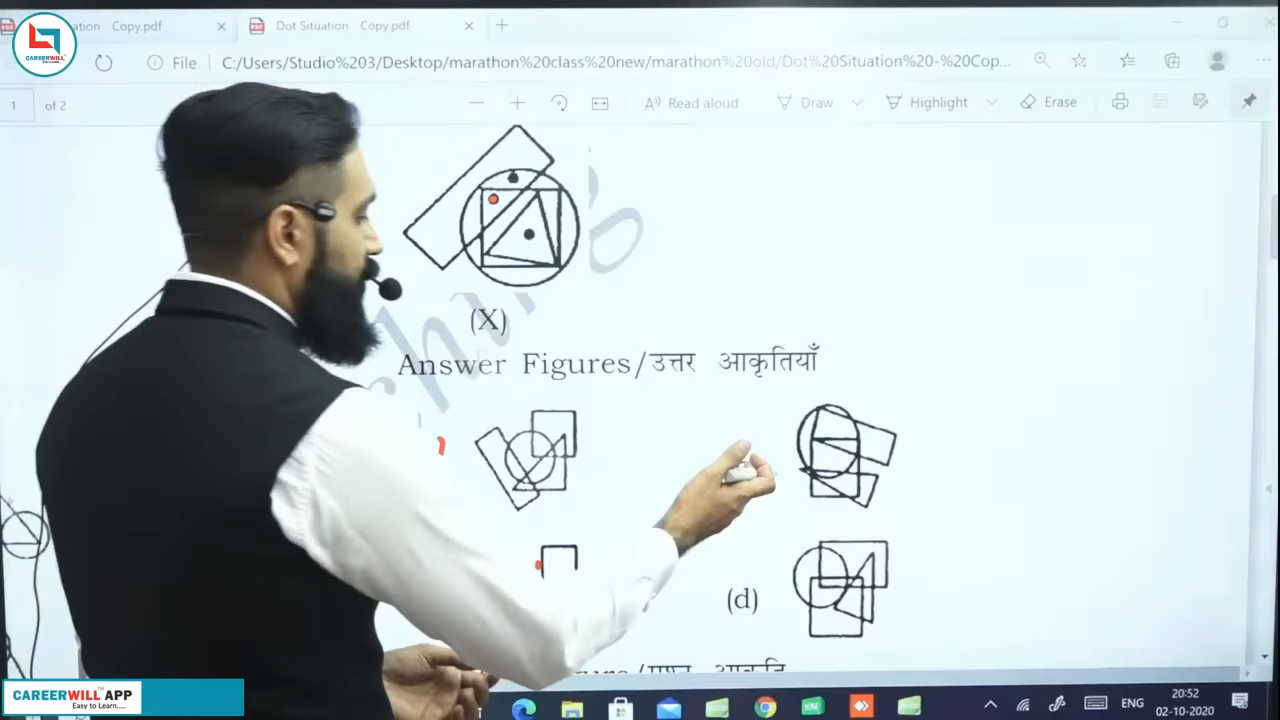 ation - Copy.pdf
Dot Situation - Copy.pdf
CAREERWILL
File
C:/Users/Studio%203/Desktop/marathon%20class%20new/marathon%20old/Dot%20Situation%20-%20Cop...
1 of 2
Read aloud
Draw
Highlight
Erase
(X)
Answer Figures/उत्तर आकृतियाँ
(d)
CAREERWILL APP
Easy to Learn.....
ENG
20:52
02-10-2020